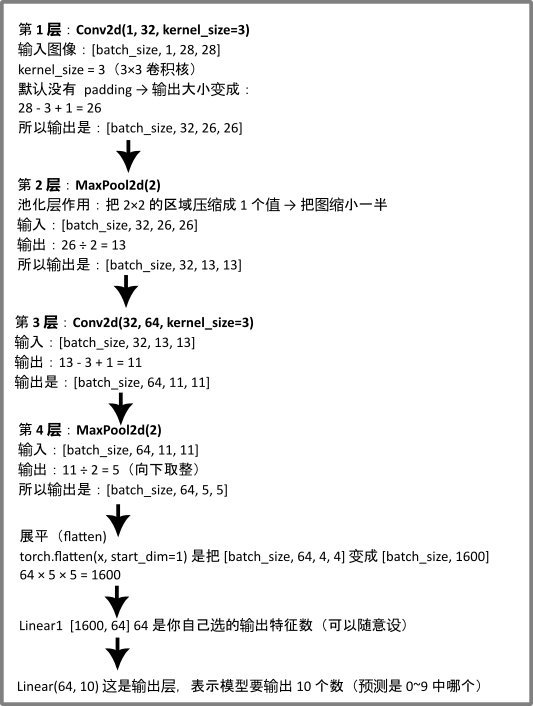 第 1 层：Conv2d(1, 32, kernel_size=3)
输入图像：[batch_size, 1, 28, 28]
kernel_size = 3（3×3 卷积核）
默认没有 padding → 输出大小变成：
28 - 3 + 1 = 26
所以输出是：[batch_size, 32, 26, 26]
第 2 层：MaxPool2d(2)
池化层作用：把 2×2 的区域压缩成 1 个值 → 把图缩小一半
输入：[batch_size, 32, 26, 26]
输出：26 ÷ 2 = 13
所以输出是：[batch_size, 32, 13, 13]
第 3 层：Conv2d(32, 64, kernel_size=3)
输入：[batch_size, 32, 13, 13]
输出：13 - 3 + 1 = 11
输出是：[batch_size, 64, 11, 11]
第 4 层：MaxPool2d(2)
输入：[batch_size, 64, 11, 11]
输出：11 ÷ 2 = 5（向下取整）
所以输出是：[batch_size, 64, 5, 5]
展平（flatten)
torch.flatten(x, start_dim=1) 是把 [batch_size, 64, 4, 4] 变成 [batch_size, 1600]
64 × 5 × 5 = 1600
Linear1 [1600, 64] 64 是你自己选的输出特征数（可以随意设）
Linear(64, 10) 这是输出层，表示模型要输出 10 个数（预测是 0~9 中哪个）